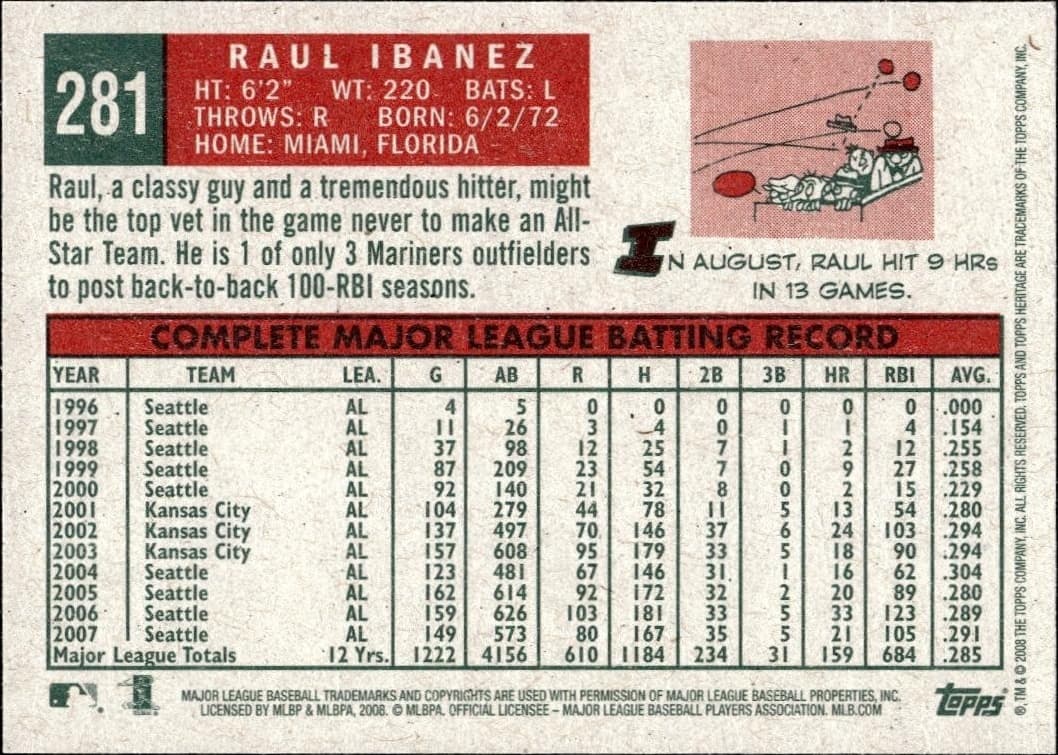 281
RAUL IBANEZ
HT: 6'2" WT: 220 BATS: L
THROWS: R BORN: 6/2/72
HOME: MIAMI, FLORIDA
Raul, a classy guy and a tremendous hitter, might
be the top vet in the game never to make an All-
Star Team. He is 1 of only 3 Mariners outfielders
to post back-to-back 100-RBI seasons.
IN AUGUST, RAUL HIT 9 HRs
IN 13 GAMES.
COMPLETE MAJOR LEAGUE BATTING RECORD
YEAR TEAM LEA. G AB R H 2B 3B HR RBI AVG.
1996 Seattle AL 4 5 0 0 0 0 0 0 .000
1997 Seattle AL 11 26 3 4 0 1 1 4 .154
1998 Seattle AL 37 98 12 25 7 1 2 12 .255
1999 Seattle AL 87 209 23 54 7 0 9 27 .258
2000 Seattle AL 92 140 21 32 8 0 2 15 .229
2001 Kansas City AL 104 279 44 78 11 5 13 54 .280
2002 Kansas City AL 137 497 70 146 37 6 24 103 .294
2003 Kansas City AL 157 608 95 179 33 5 18 90 .294
2004 Seattle AL 123 481 67 146 31 1 16 62 .304
2005 Seattle AL 162 614 92 172 32 2 20 89 .280
2006 Seattle AL 159 626 103 181 33 5 33 123 .289
2007 Seattle AL 149 573 80 167 35 5 21 105 .291
Major League Totals 12 Yrs. 1222 4156 610 1184 234 31 159 684 .285
MAJOR LEAGUE BASEBALL TRADEMARKS AND COPYRIGHTS ARE USED WITH PERMISSION OF MAJOR LEAGUE BASEBALL PROPERTIES, INC.
LICENSED BY MLBP & MLBPA, 2008. © MLBPA. OFFICIAL LICENSEE – MAJOR LEAGUE BASEBALL PLAYERS ASSOCIATION. MLB.COM
topps
®, TM & © 2008 THE TOPPS COMPANY, INC. ALL RIGHTS RESERVED. TOPPS AND TOPPS HERITAGE ARE TRADEMARKS OF THE TOPPS COMPANY, INC.